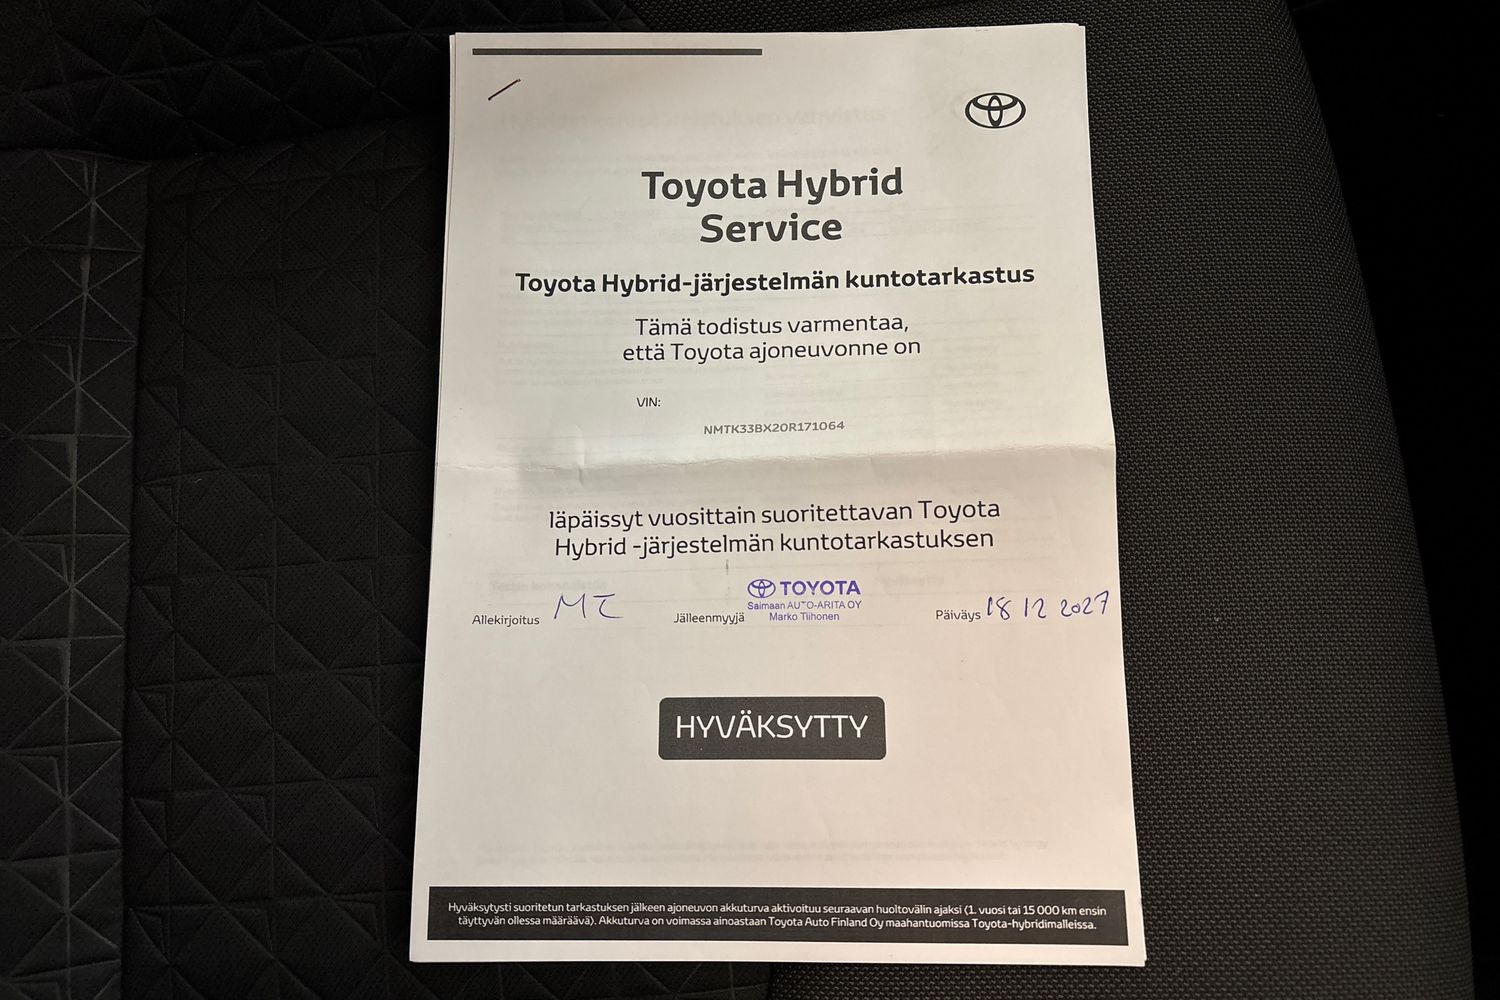 Toyota Hybrid
Service
Toyota Hybrid-järjestelmän kuntotarkastus
Tämä todistus varmentaa,
että Toyota ajoneuvonne on
VIN:
NMTK33BX20R171064
läpäissyt vuosittain suoritettavan Toyota
Hybrid -järjestelmän kuntotarkastuksen
Allekirjoitus MT Jälleenmyyjä TOYOTA Päiväys 18 12 2027
Saimaan AUTO-ARITA OY
Marko Tiihonen
HYVÄKSYTTY
Hyväksytysti suoritetun tarkastuksen jälkeen ajoneuvon akkuturva aktivoituu seuraavan huoltovälin ajaksi (1. vuosi tai 15 000 km ensin
täyttyvän ollessa määräävä). Akkuturva on voimassa ainoastaan Toyota Auto Finland Oy maahantuomissa Toyota-hybridimalleissa.